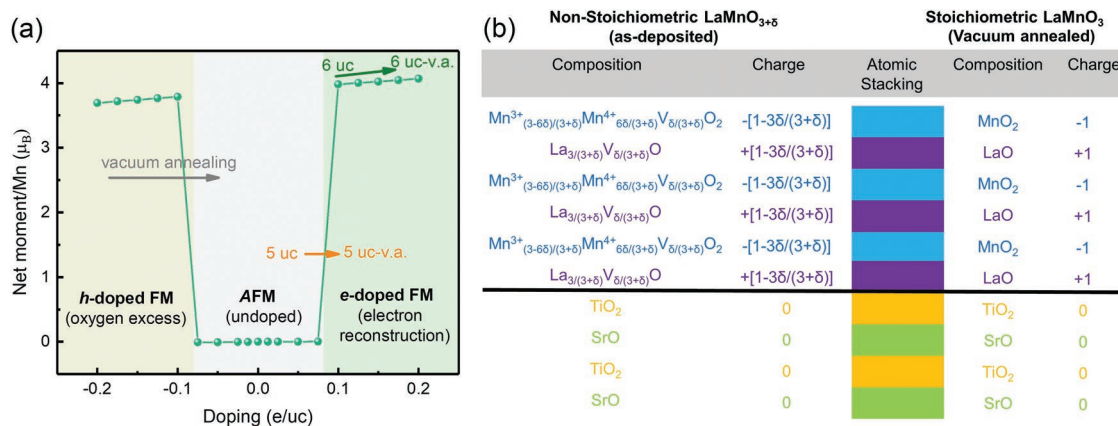 (a)
Net moment/Mn (μB)
4
3
2
1
0
-0.2 -0.1 0.0 0.1 0.2
Doping (e/uc)
6 uc 6 uc-v.a.
vacuum annealing
5 uc 5 uc-v.a.
h-doped FM
(oxygen excess)
AFM
(undoped)
e-doped FM
(electron
reconstruction)
(b)
Non-Stoichiometric LaMnO3+δ
(as-deposited)
Stoichiometric LaMnO3
(Vacuum annealed)
Composition Charge Atomic Stacking Composition Charge
Mn³⁺(3-6δ)/(3+δ)Mn⁴⁺6δ/(3+δ)Vδ/(3+δ)O2 -[1-3δ/(3+δ)] MnO2 -1
La3/(3+δ)Vδ/(3+δ)O +[1-3δ/(3+δ)] LaO +1
Mn³⁺(3-6δ)/(3+δ)Mn⁴⁺6δ/(3+δ)Vδ/(3+δ)O2 -[1-3δ/(3+δ)] MnO2 -1
La3/(3+δ)Vδ/(3+δ)O +[1-3δ/(3+δ)] LaO +1
Mn³⁺(3-6δ)/(3+δ)Mn⁴⁺6δ/(3+δ)Vδ/(3+δ)O2 -[1-3δ/(3+δ)] MnO2 -1
La3/(3+δ)Vδ/(3+δ)O +[1-3δ/(3+δ)] LaO +1
TiO2 0 TiO2 0
SrO 0 SrO 0
TiO2 0 TiO2 0
SrO 0 SrO 0